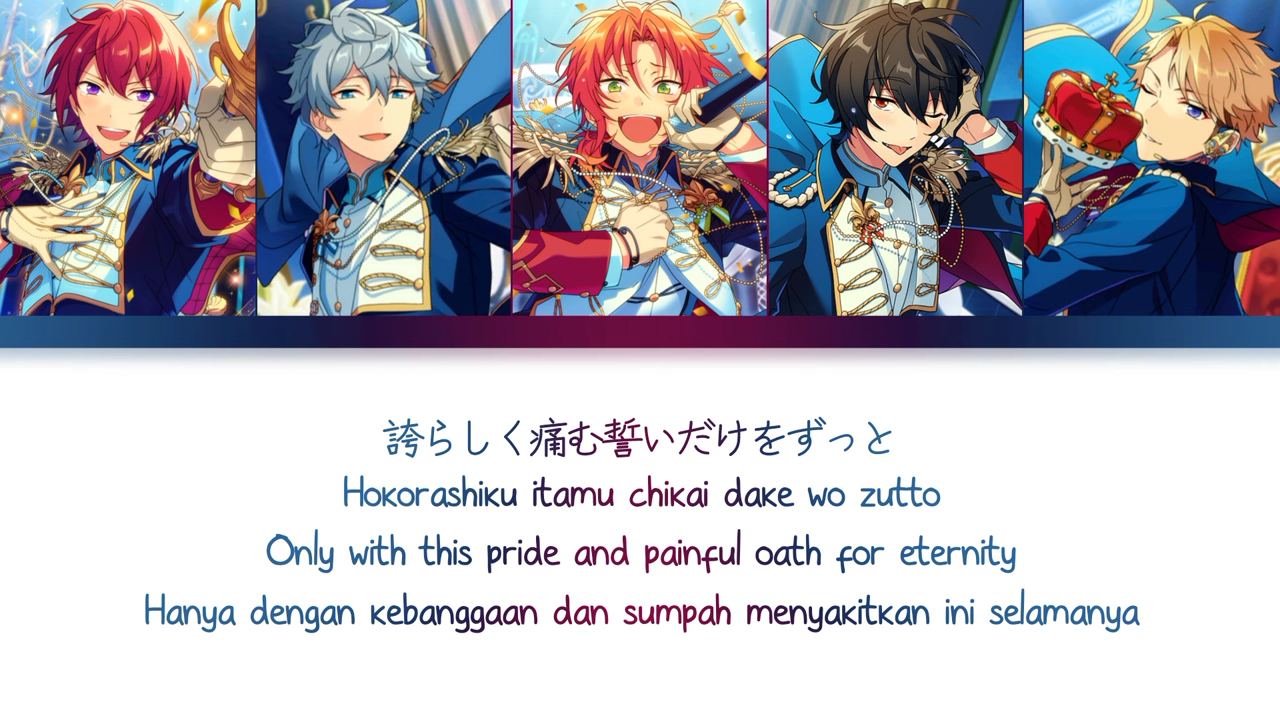 誇らしく痛む誓いだけをずっと
Hokorashiku itamu chikai dake wo zutto
Only with this pride and painful oath for eternity
Hanya dengan kebanggaan dan sumpah menyakitkan ini selamanya